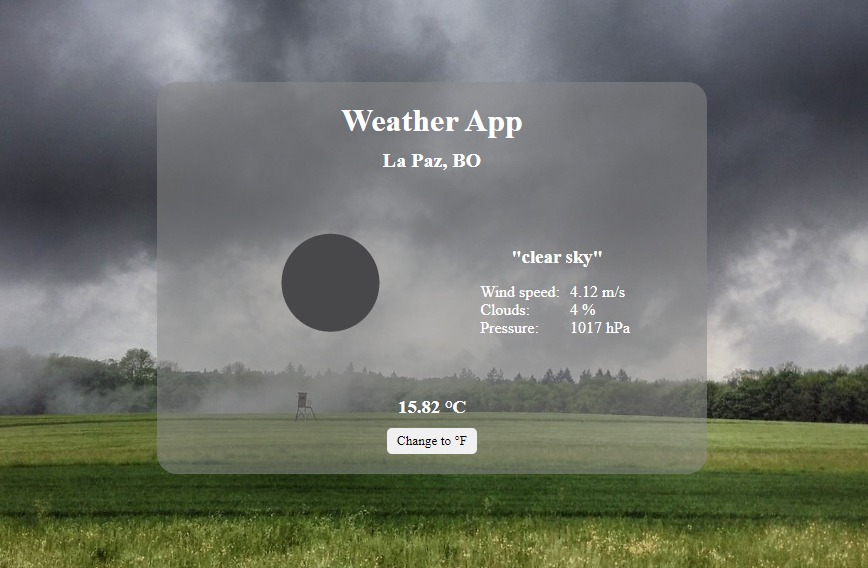 Weather App
La Paz, BO
"clear sky"
Wind speed: 4.12 m/s
Clouds: 4 %
Pressure: 1017 hPa
15.82 °C
Change to °F